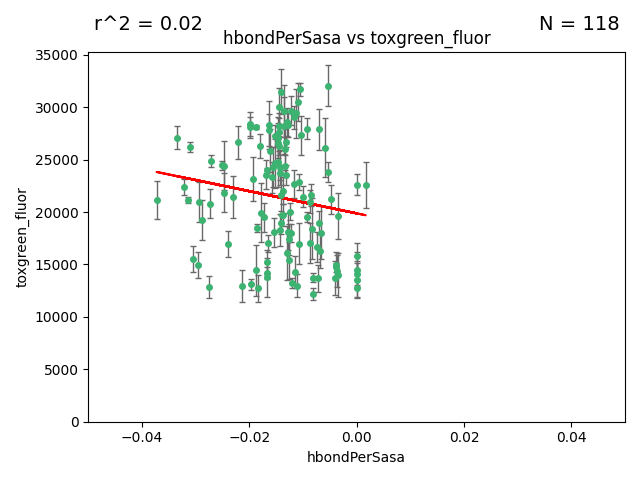 r^2 = 0.02
N = 118
hbondPerSasa vs toxgreen_fluor
35000
30000
25000
20000
15000
10000
5000
0
toxgreen_fluor
−0.04
−0.02
0.00
0.02
0.04
hbondPerSasa